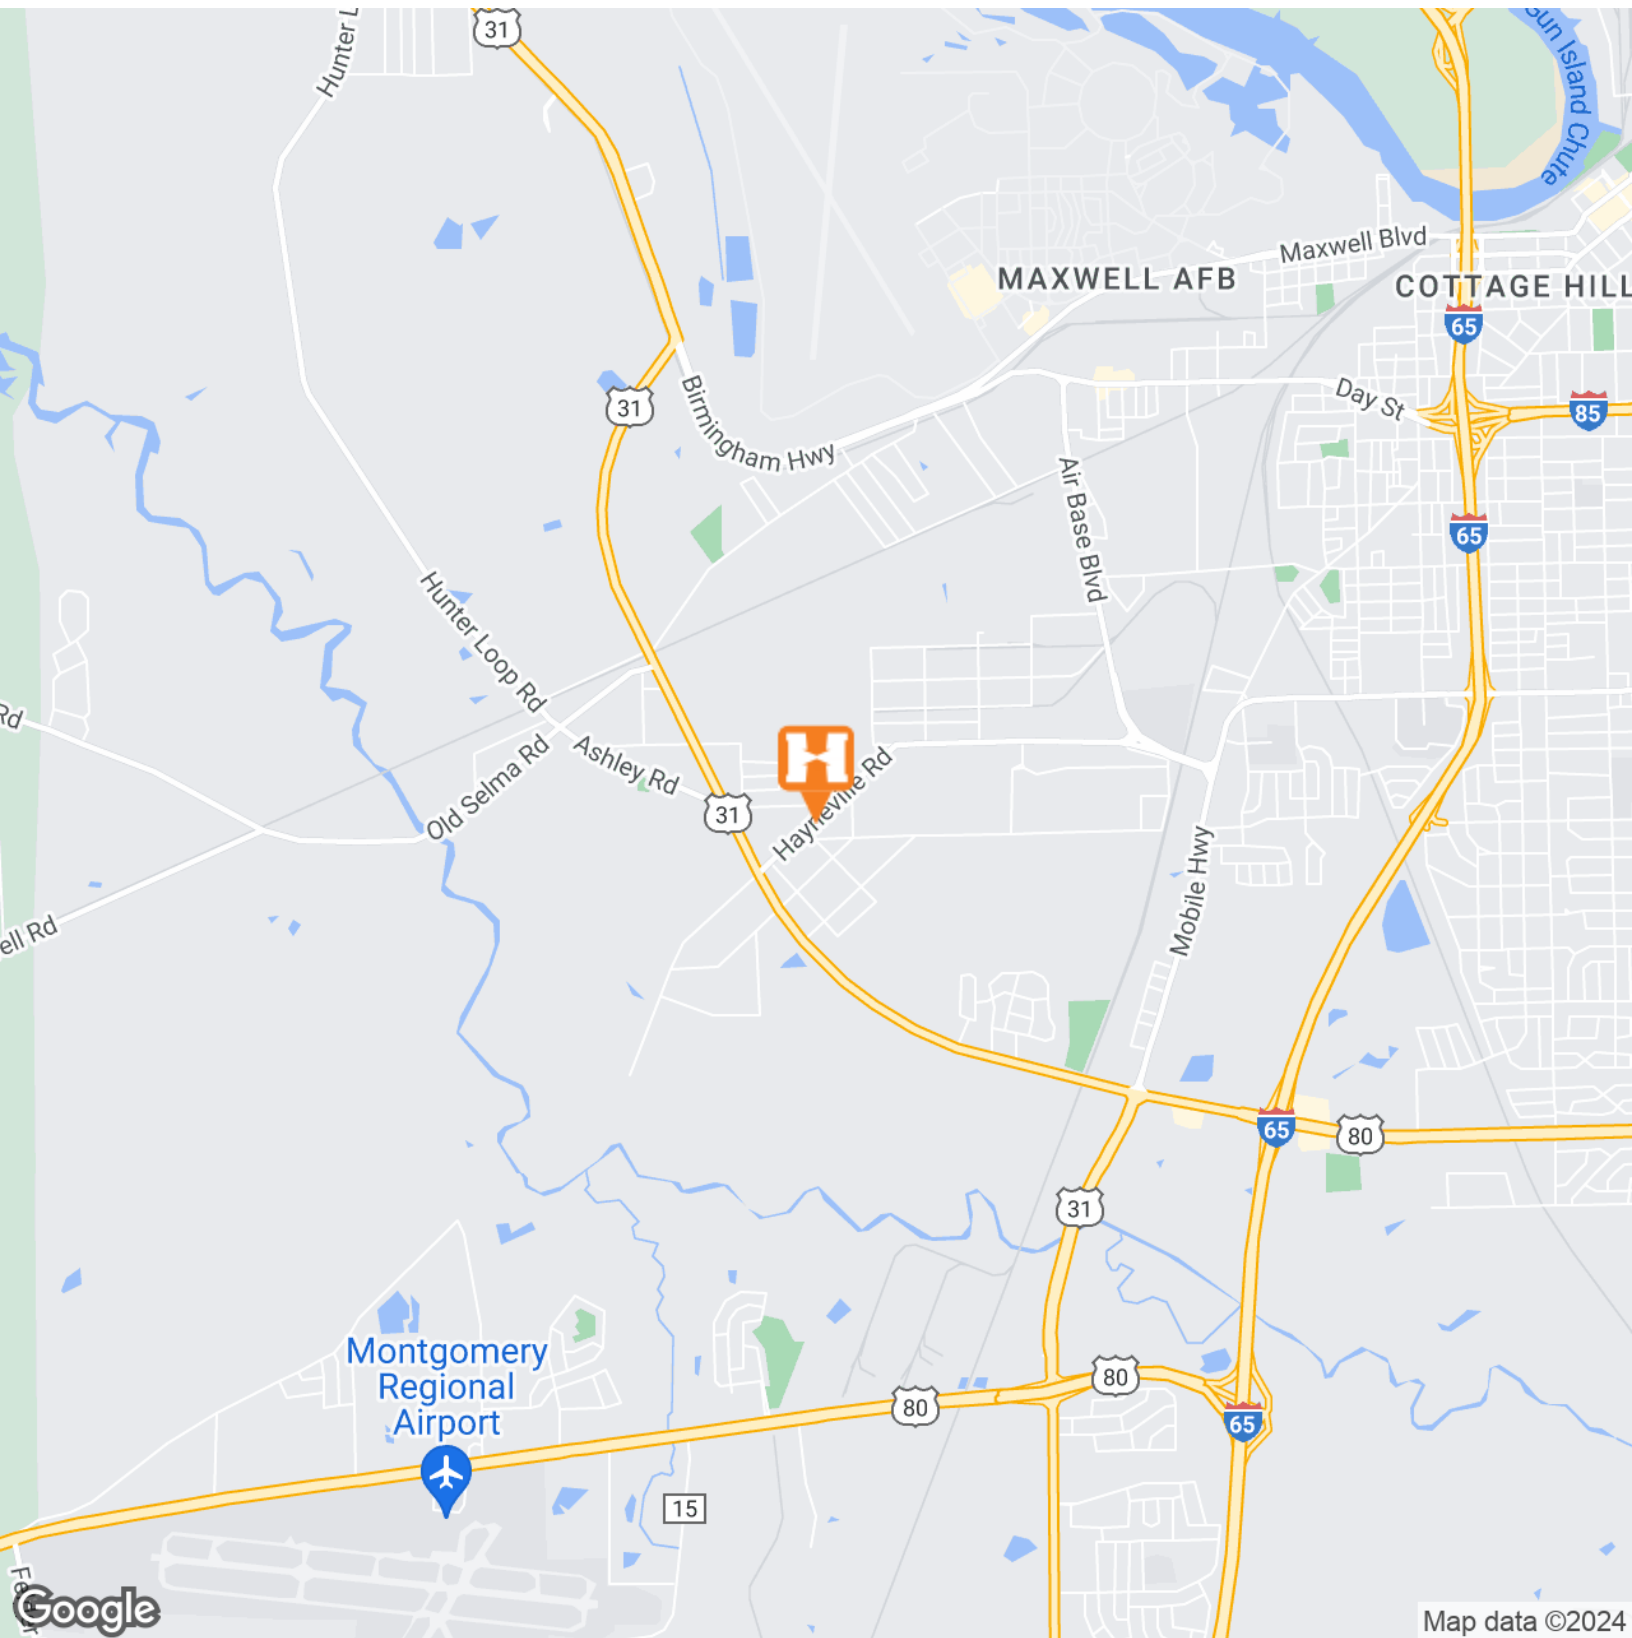 Hunter L
31
Gun Island Chute
Maxwell Blvd
MAXWELL AFB
COTTAGE HILL
65
31
Birmingham Hwy
Day St
85
Air Base Blvd
65
Hunter Loop Rd
Rd
Ashley Rd
Old Selma Rd
H
Hayneville Rd
31
Mobile Hwy
ell Rd
65
80
31
Montgomery
Regional
Airport
80
80
65
15
Google
Map data ©2024